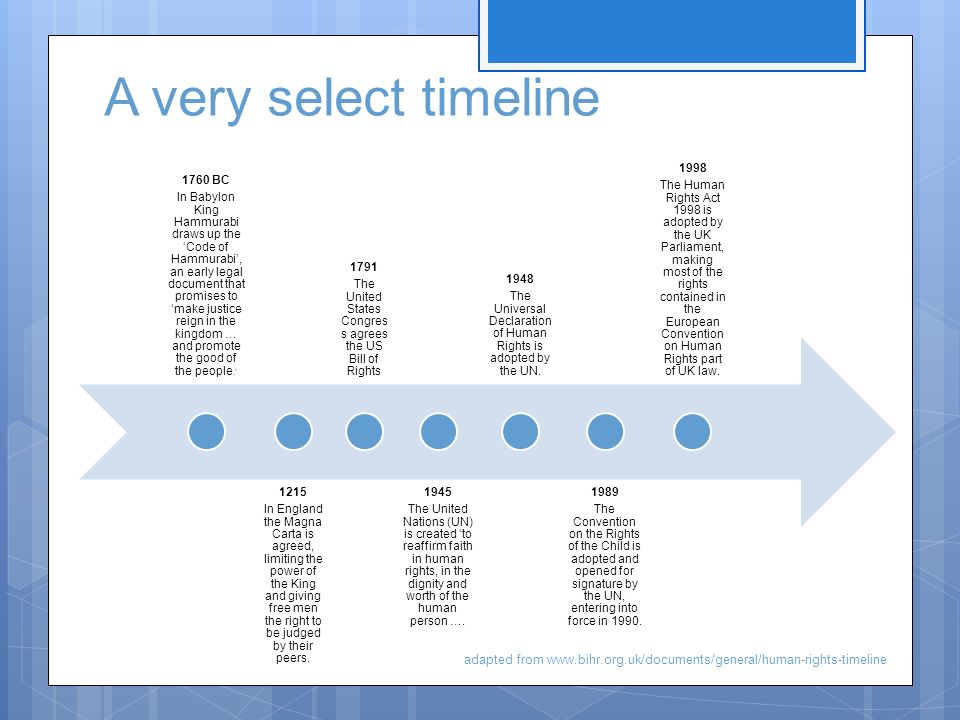 A very select timeline
1760 BC
In Babylon
King
Hammurabi
draws up the
‘Code of
Hammurabi’,
an early legal
document that
promises to
‘make justice
reign in the
kingdom …
and promote
the good of
the people.’
1215
In England
the Magna
Carta is
agreed,
limiting the
power of
the King
and giving
free men
the right to
be judged
by their
peers.
1791
The
United
States
Congres
s agrees
the US
Bill of
Rights
1945
The United
Nations (UN)
is created ‘to
reaffirm faith
in human
rights, in the
dignity and
worth of the
human
person ….
1948
The
Universal
Declaration
of Human
Rights is
adopted by
the UN.
1989
The
Convention
on the Rights
of the Child is
adopted and
opened for
signature by
the UN,
entering into
force in 1990.
1998
The Human
Rights Act
1998 is
adopted by
the UK
Parliament,
making
most of the
rights
contained in
the
European
Convention
on Human
Rights part
of UK law.
adapted from www.bihr.org.uk/documents/general/human-rights-timeline